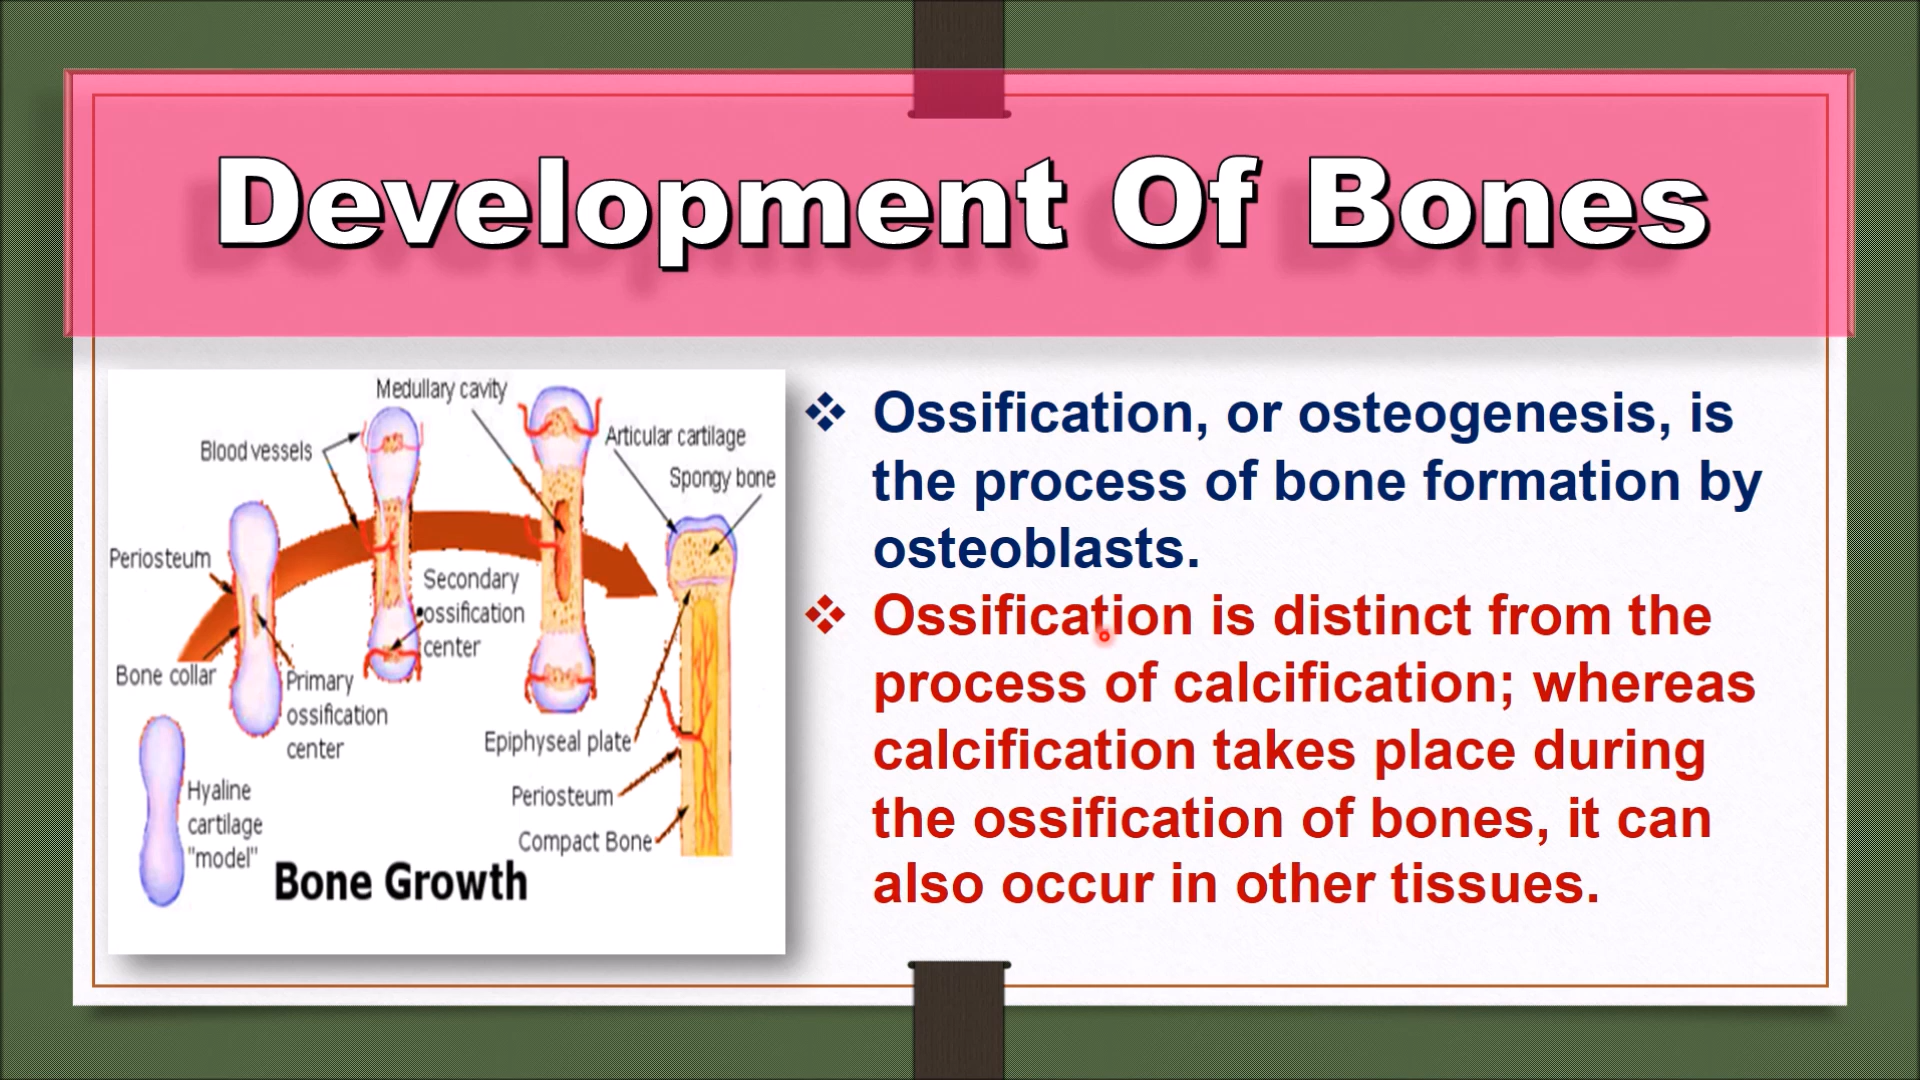 Development Of Bones
Medullary cavity
Blood vessels
Articular cartilage
Spongy bone
Periosteum
Secondary
ossification
center
Bone collar
Primary
ossification
center
Epiphyseal plate
Hyaline
cartilage
"model"
Periosteum
Compact Bone
Bone Growth
❖ Ossification, or osteogenesis, is
the process of bone formation by
osteoblasts.
❖ Ossification is distinct from the
process of calcification; whereas
calcification takes place during
the ossification of bones, it can
also occur in other tissues.